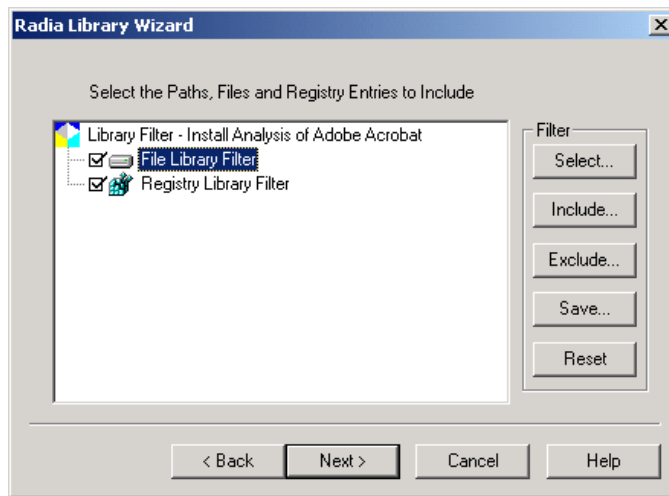 Radia Library Wizard
Select the Paths, Files and Registry Entries to Include
Library Filter - Install Analysis of Adobe Acrobat
File Library Filter
Registry Library Filter
Filter
Select...
Include...
Exclude...
Save...
Reset
< Back
Next >
Cancel
Help